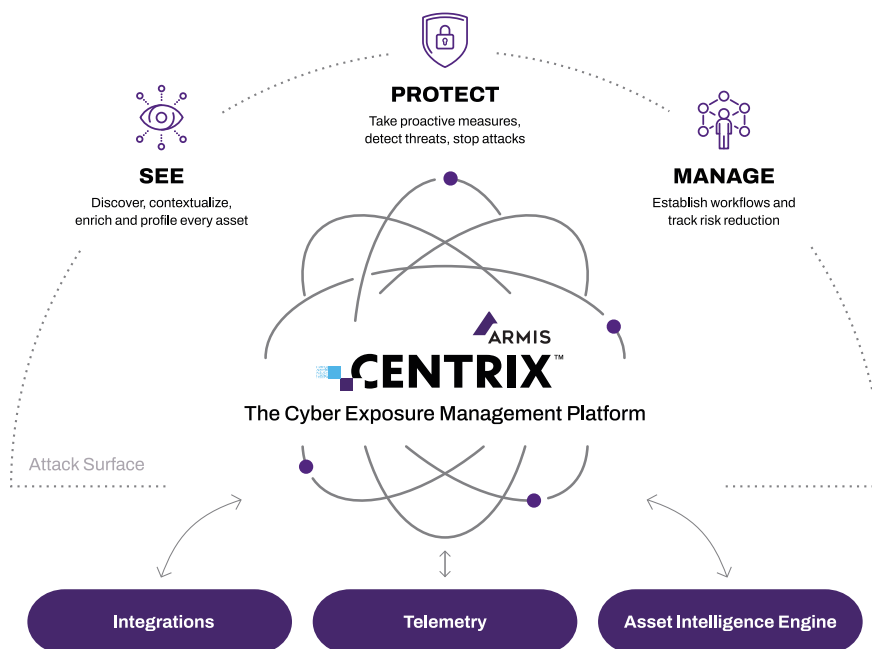 PROTECT
Take proactive measures,
detect threats, stop attacks
SEE
Discover, contextualize,
enrich and profile every asset
MANAGE
Establish workflows and
track risk reduction
ARMIS
CENTRIX™
The Cyber Exposure Management Platform
Attack Surface
Integrations
Telemetry
Asset Intelligence Engine